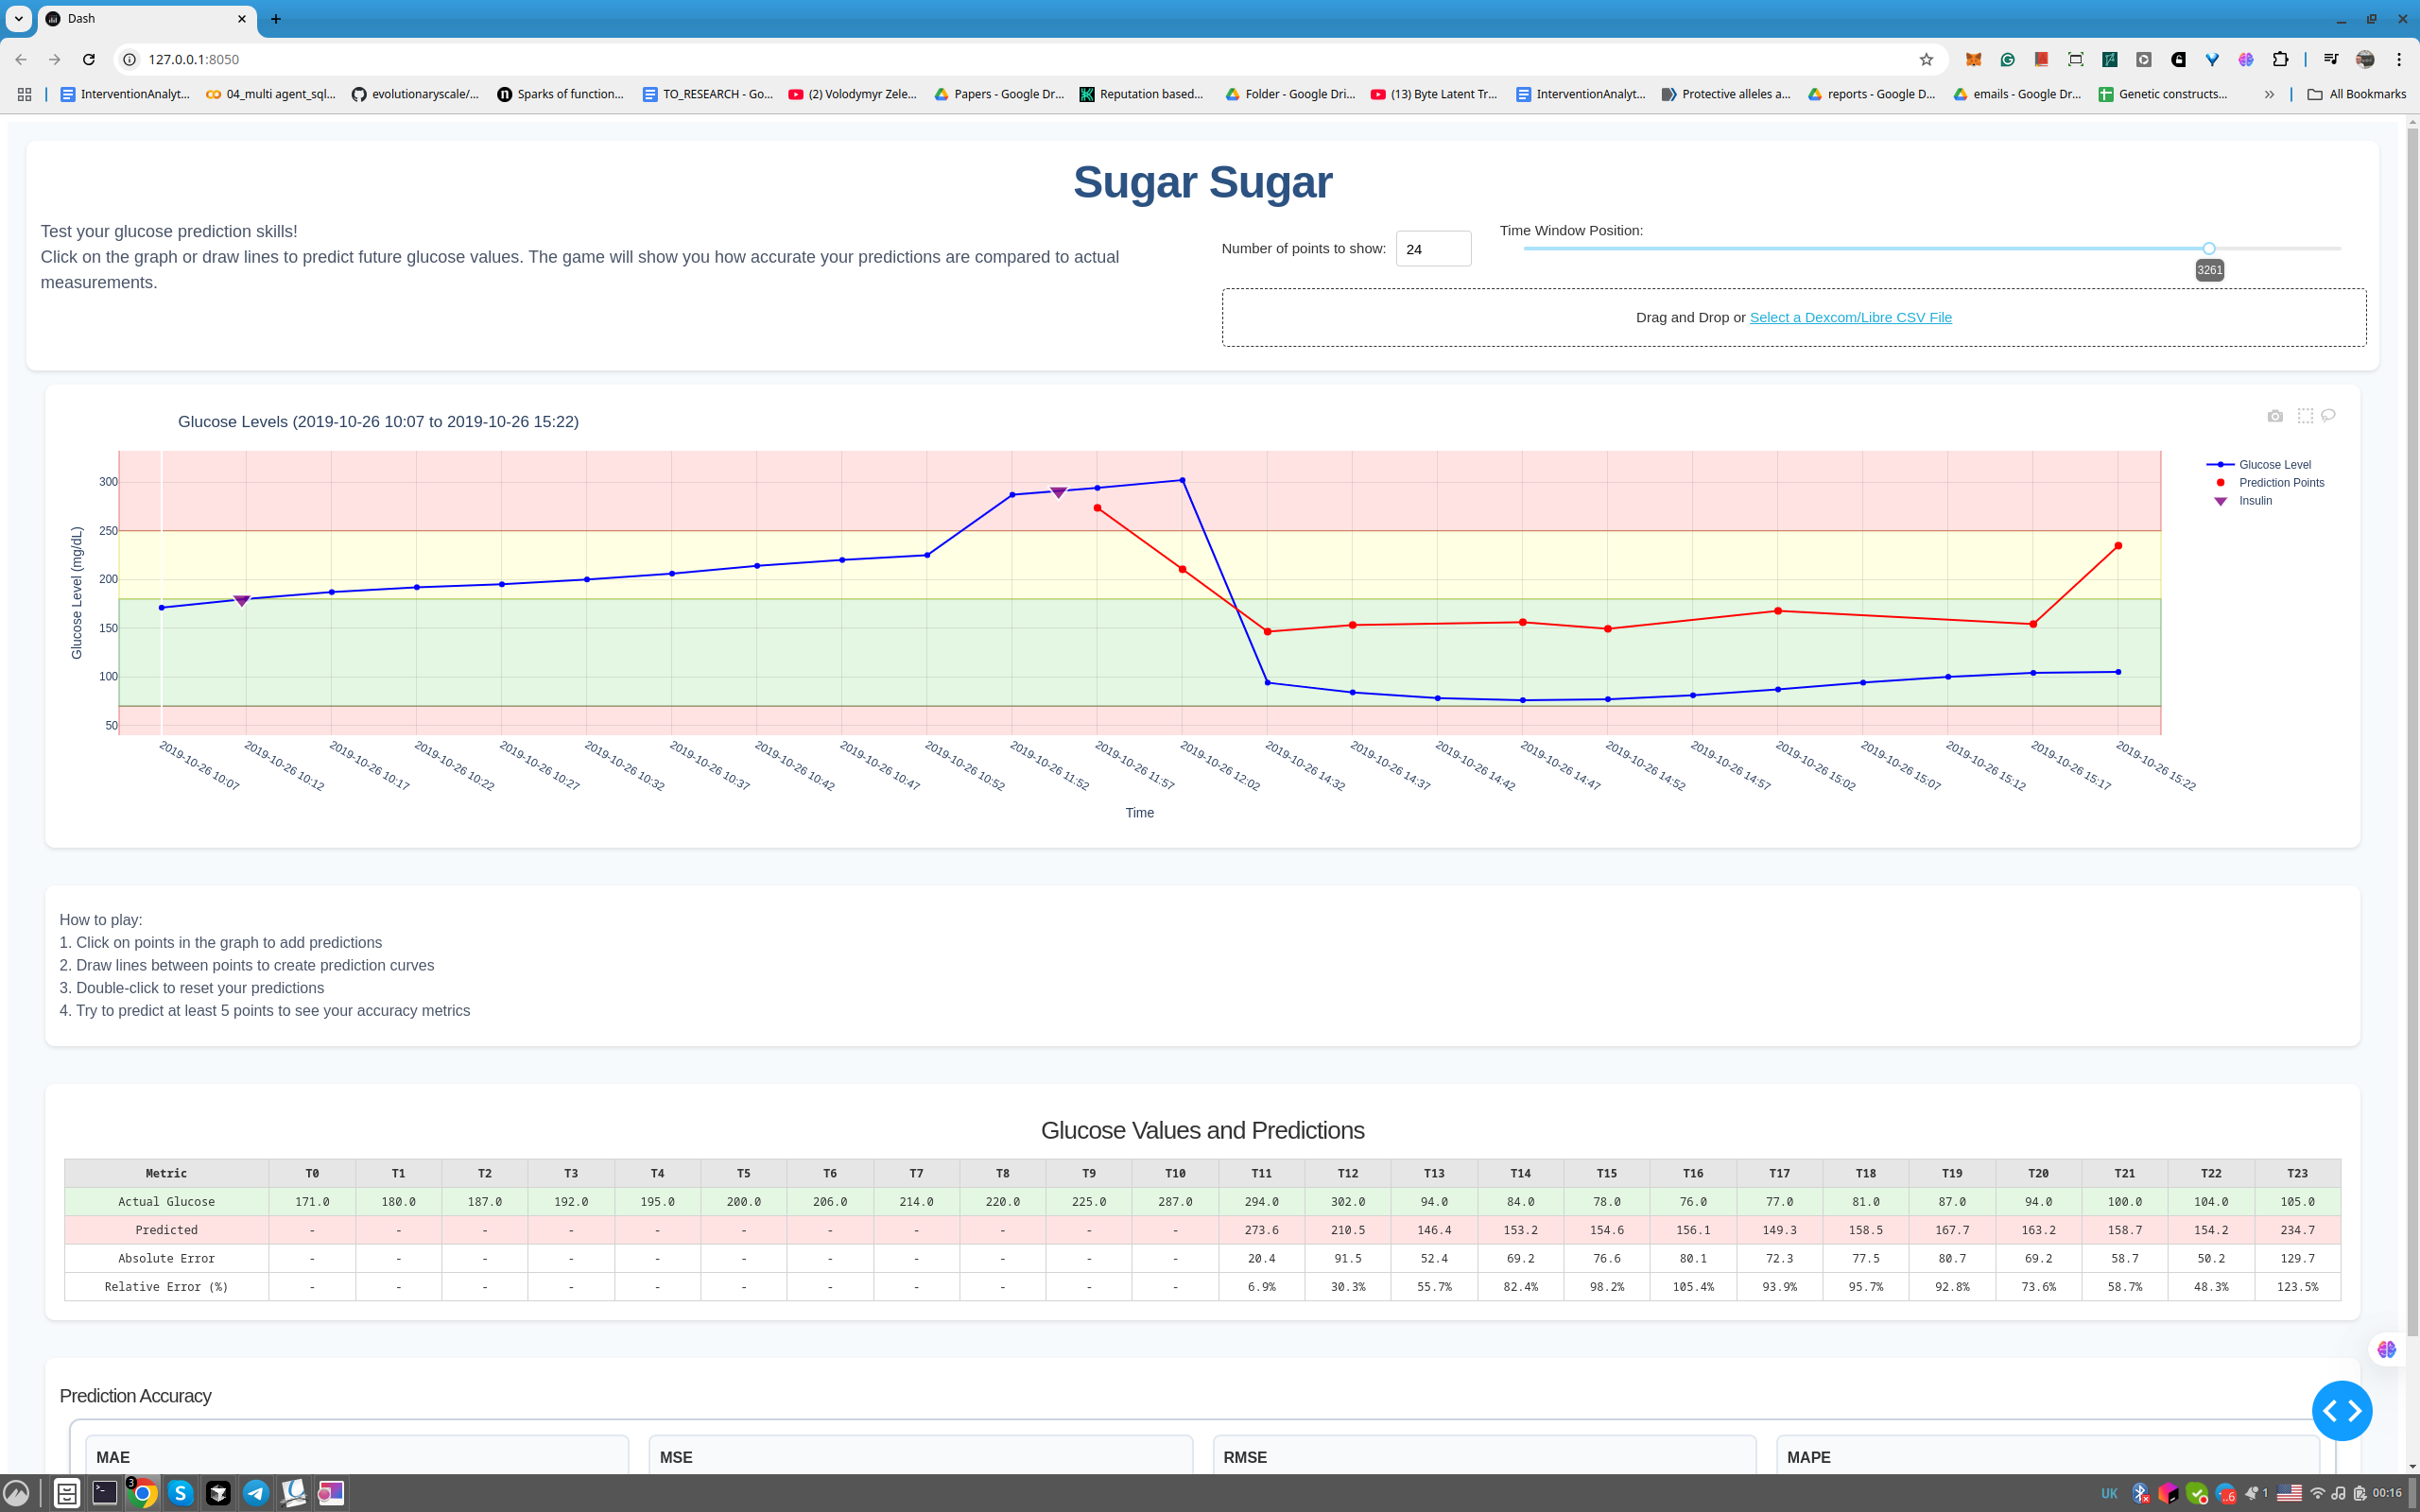 Dash
127.0.0.1:8050
InterventionAnalyt...
04_multi agent_sql...
evolutionaryscale/...
Sparks of function...
TO_RESEARCH - Go...
(2) Volodymyr Zele...
Papers - Google Dr...
Reputation based...
Folder - Google Dri...
(13) Byte Latent Tr...
InterventionAnalyt...
Protective alleles a...
reports - Google D...
emails - Google Dr...
Genetic constructs...
All Bookmarks
Sugar Sugar
Test your glucose prediction skills!
Click on the graph or draw lines to predict future glucose values. The game will show you how accurate your predictions are compared to actual
measurements.
Number of points to show: 24
Time Window Position:
3261
Drag and Drop or Select a Dexcom/Libre CSV File
Glucose Levels (2019-10-26 10:07 to 2019-10-26 15:22)
Glucose Level
Prediction Points
Insulin
Glucose Level (mg/dL)
300
250
200
150
100
50
2019-10-26 10:07
2019-10-26 10:12
2019-10-26 10:17
2019-10-26 10:22
2019-10-26 10:27
2019-10-26 10:32
2019-10-26 10:37
2019-10-26 10:42
2019-10-26 10:47
2019-10-26 10:52
2019-10-26 11:52
2019-10-26 11:57
2019-10-26 12:02
2019-10-26 14:32
2019-10-26 14:37
2019-10-26 14:42
2019-10-26 14:47
2019-10-26 14:52
2019-10-26 14:57
2019-10-26 15:02
2019-10-26 15:07
2019-10-26 15:12
2019-10-26 15:17
2019-10-26 15:22
Time
How to play:
1. Click on points in the graph to add predictions
2. Draw lines between points to create prediction curves
3. Double-click to reset your predictions
4. Try to predict at least 5 points to see your accuracy metrics
Glucose Values and Predictions
Metric T0 T1 T2 T3 T4 T5 T6 T7 T8 T9 T10 T11 T12 T13 T14 T15 T16 T17 T18 T19 T20 T21 T22 T23
Actual Glucose 171.0 180.0 187.0 192.0 195.0 200.0 206.0 214.0 220.0 225.0 287.0 294.0 302.0 94.0 84.0 78.0 76.0 77.0 81.0 87.0 94.0 100.0 104.0 105.0
Predicted - - - - - - - - - - - 273.6 210.5 146.4 153.2 154.6 156.1 149.3 158.5 167.7 163.2 158.7 154.2 234.7
Absolute Error - - - - - - - - - - - 20.4 91.5 52.4 69.2 76.6 80.1 72.3 77.5 80.7 69.2 58.7 50.2 129.7
Relative Error (%) - - - - - - - - - - - 6.9% 30.3% 55.7% 82.4% 98.2% 105.4% 93.9% 95.7% 92.8% 73.6% 58.7% 48.3% 123.5%
Prediction Accuracy
MAE
MSE
RMSE
MAPE
3
UK
1
00:16